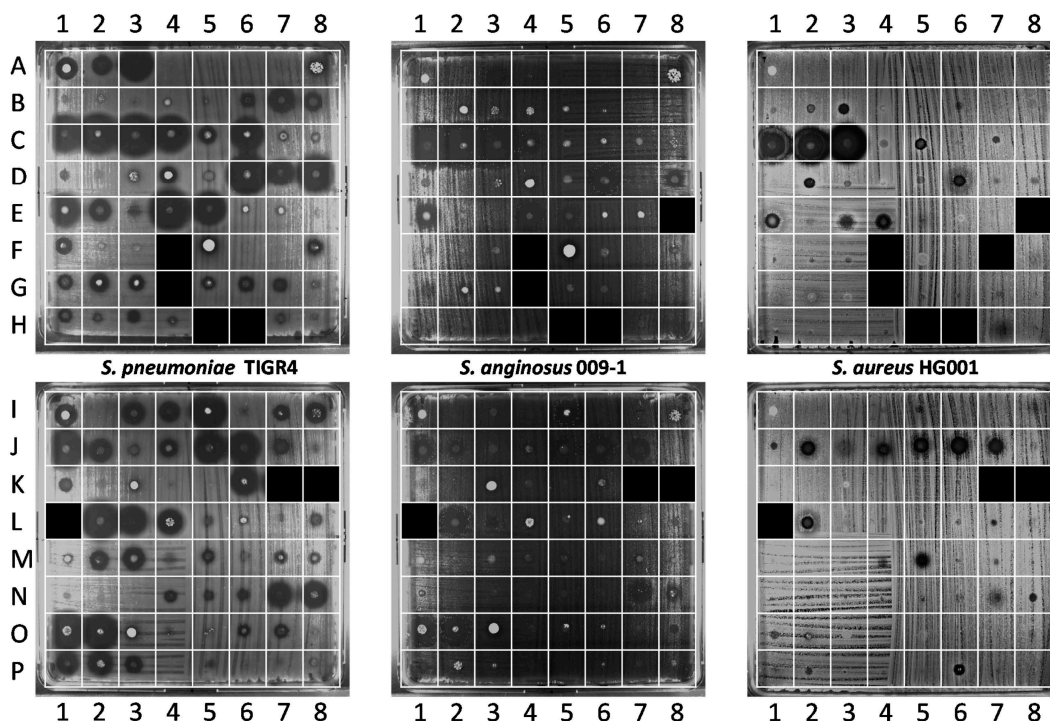 1 2 3 4 5 6 7 8 1 2 3 4 5 6 7 8 1 2 3 4 5 6 7 8
A
B
C
D
E
F
G
H
S. pneumoniae TIGR4 S. anginosus 009-1 S. aureus HG001
I
J
K
L
M
N
O
P
1 2 3 4 5 6 7 8 1 2 3 4 5 6 7 8 1 2 3 4 5 6 7 8